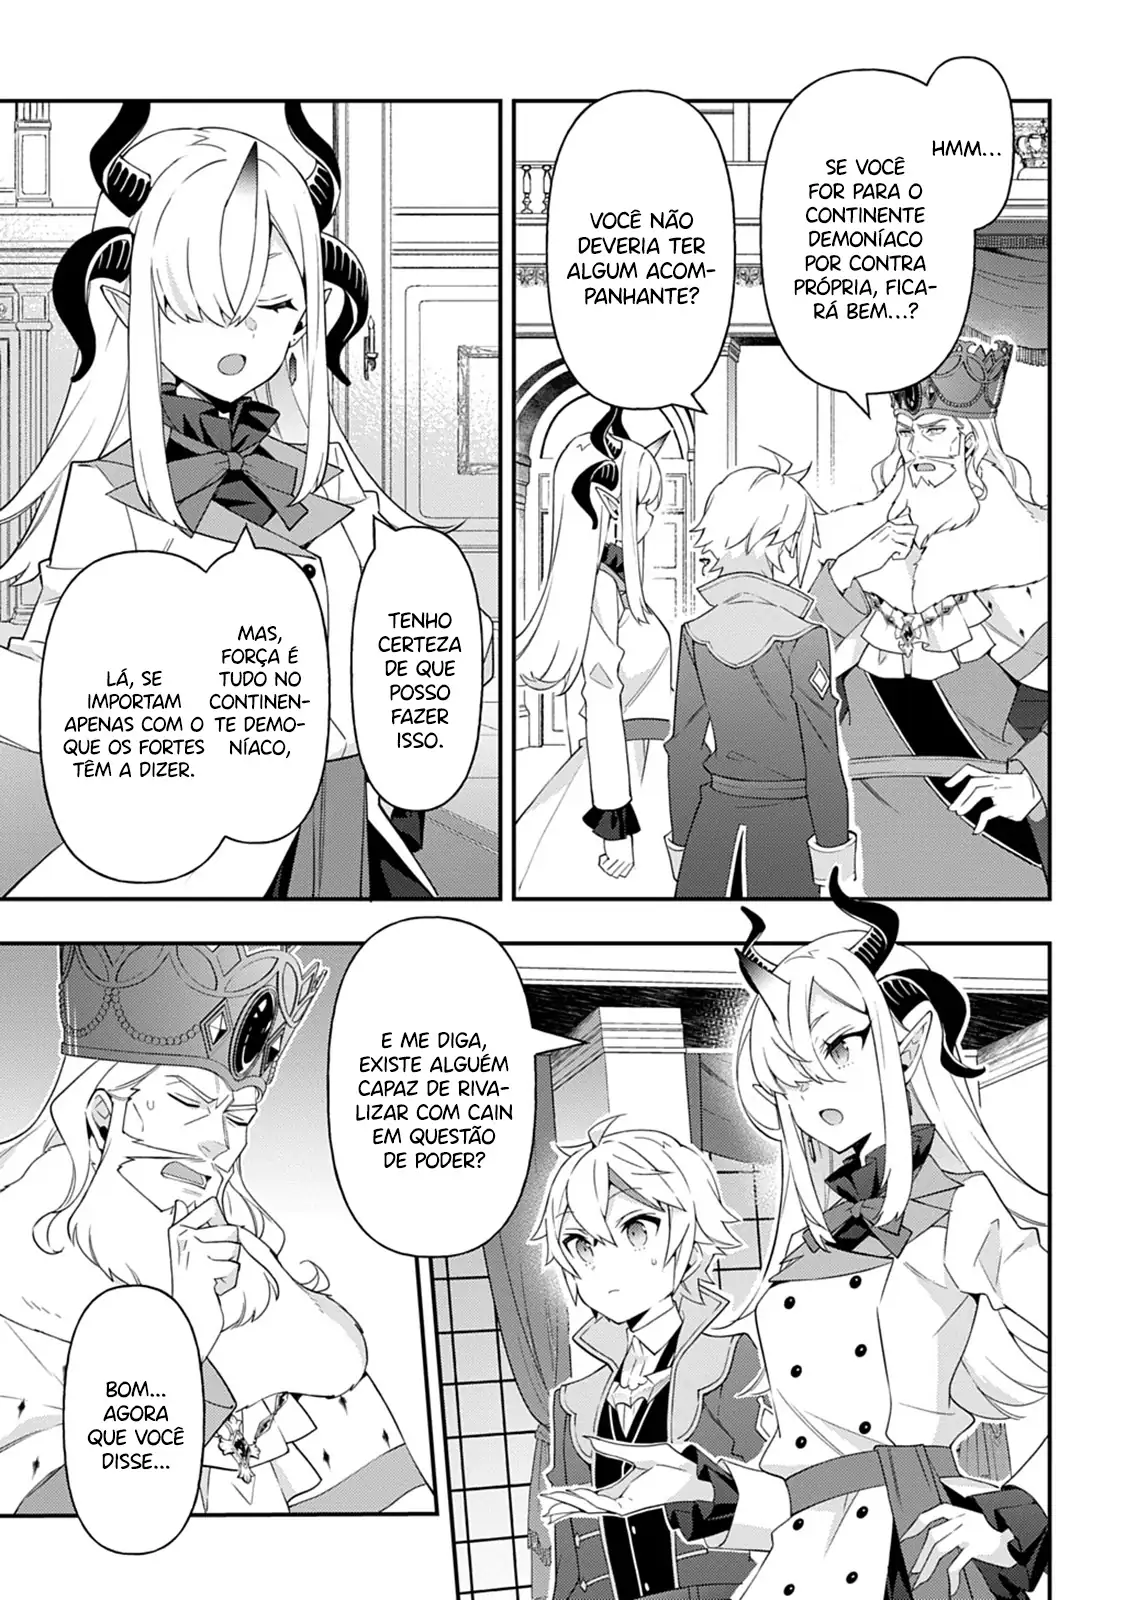 HMM...
SE VOCÊ
FOR PARA O
CONTINENTE
DEMONÍACO
POR CONTRA
PRÓPRIA, FICA-
RÁ BEM...?
VOCÊ NÃO
DEVERIA TER
ALGUM ACOM-
PANHANTE?
TENHO
CERTEZA
DE QUE
POSSO
FAZER
ISSO.
MAS,
FORÇA É
TUDO NO
CONTINEN-
TE DEMO-
NÍACO,
LÁ, SE
IMPORTAM
APENAS COM O
QUE OS FORTES
TÊM A DIZER.
E ME DIGA,
EXISTE ALGUÉM
CAPAZ DE RIVA-
LIZAR COM CAIN
EM QUESTÃO
DE PODER?
BOM...
AGORA
QUE VOCÊ
DISSE...